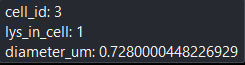 cell_id: 3
lys_in_cell: 1
diameter_um: 0.7280000448226929